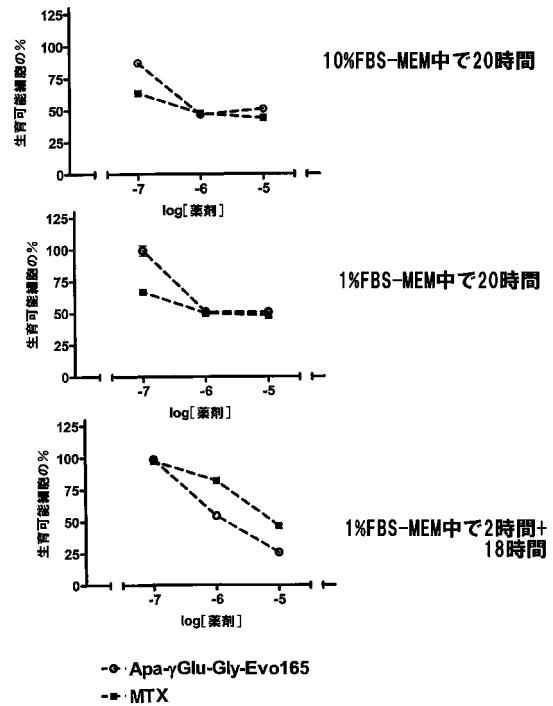 125
100
75
50
25
0
生育可能細胞の%
-7
-6
-5
log[薬剤]
10%FBS-MEM中で20時間
125
100
75
50
25
0
生育可能細胞の%
-7
-6
-5
log[薬剤]
1%FBS-MEM中で20時間
125
100
75
50
25
0
生育可能細胞の%
-7
-6
-5
log[薬剤]
1%FBS-MEM中で2時間+
18時間
Apa-γGlu-Gly-Evo165
MTX